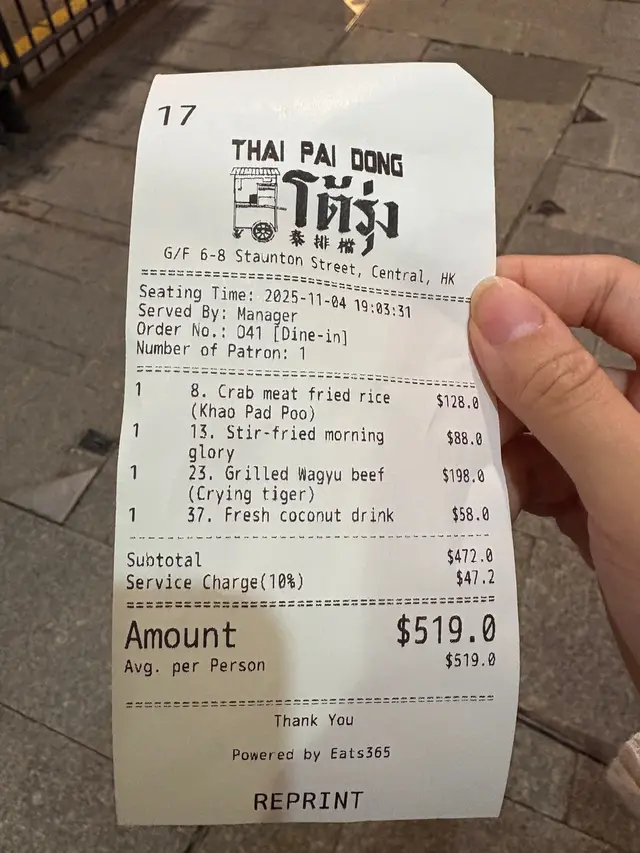 17
THAI PAI DONG
โต้รุ่ง
泰排檔
G/F 6-8 Staunton Street, Central, HK
Seating Time: 2025-11-04 19:03:31
Served By: Manager
Order No.: 041 [Dine-in]
Number of Patron: 1
1 8. Crab meat fried rice $128.0
(Khao Pad Poo)
1 13. Stir-fried morning $88.0
glory
1 23. Grilled Wagyu beef $198.0
(Crying tiger)
1 37. Fresh coconut drink $58.0
Subtotal $472.0
Service Charge(10%) $47.2
Amount $519.0
Avg. per Person $519.0
Thank You
Powered by Eats365
REPRINT